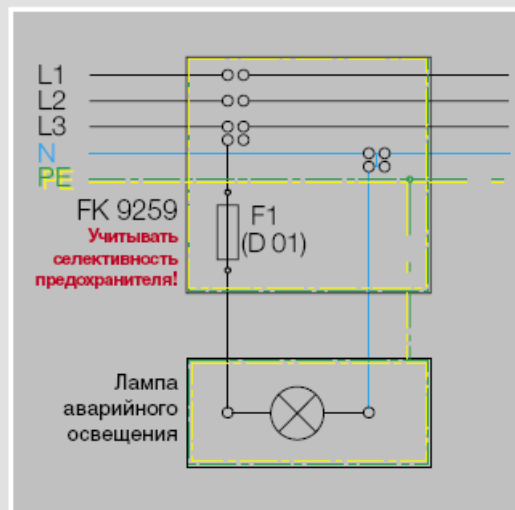 L1
L2
L3
N
PE
FK 9259
Учитывать
селективность
предохранителя!
F1
(D 01)
Лампа
аварийного
освещения